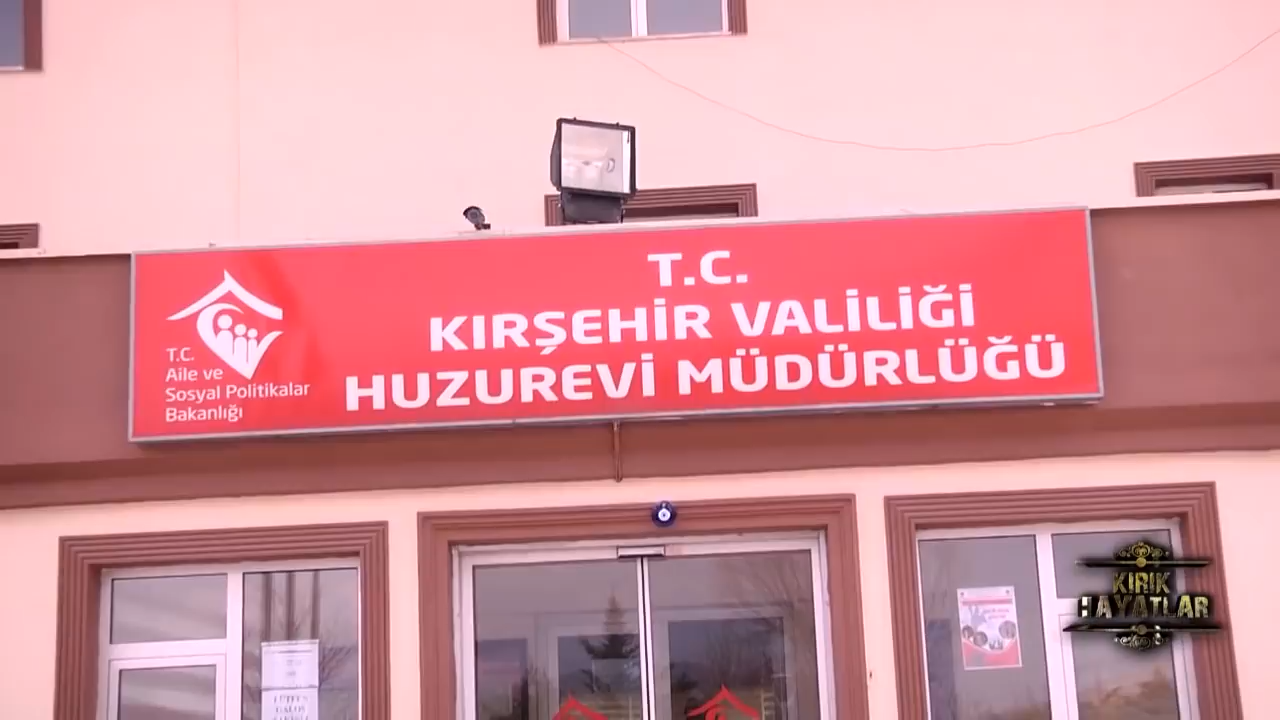 T.C.
KIRŞEHİR VALİLİĞİ
HUZUREVİ MÜDÜRLÜĞÜ
T.C.
Aile ve
Sosyal Politikalar
Bakanlığı
KIRIK
HAYATLAR